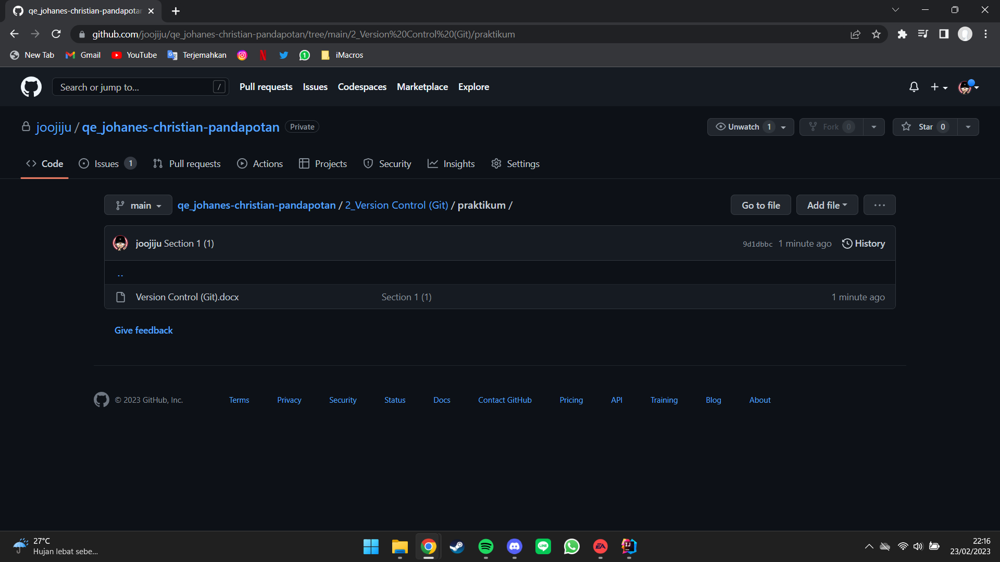 qe_johanes-christian-pandapotan
github.com/joojiju/qe_johanes-christian-pandapotan/tree/main/2_Version%20Control%20(Git)/praktikum
New Tab Gmail YouTube Terjemahkan 1 iMacros
Search or jump to... / Pull requests Issues Codespaces Marketplace Explore
joojiju / qe_johanes-christian-pandapotan Private Unwatch 1 Fork 0 Star 0
Code Issues 1 Pull requests Actions Projects Security Insights Settings
main qe_johanes-christian-pandapotan / 2_Version Control (Git) / praktikum / Go to file Add file ...
joojiju Section 1 (1) 9d1dbbc 1 minute ago History
..
Version Control (Git).docx Section 1 (1) 1 minute ago
Give feedback
© 2023 GitHub, Inc. Terms Privacy Security Status Docs Contact GitHub Pricing API Training Blog About
27°C
Hujan lebat sebe...
LINE EA IJ
22:16
23/02/2023